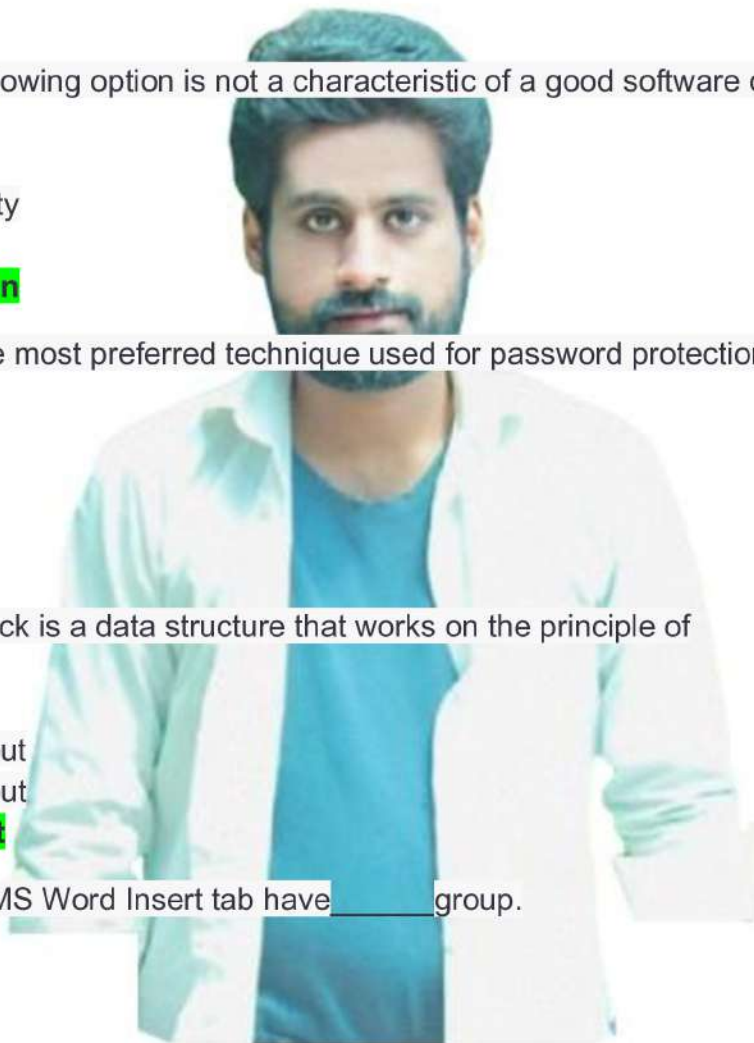 owing option is not a characteristic of a good software
ty
n
most preferred technique used for password protection
ck is a data structure that works on the principle of
ut
ut
t
MS Word Insert tab have______group.